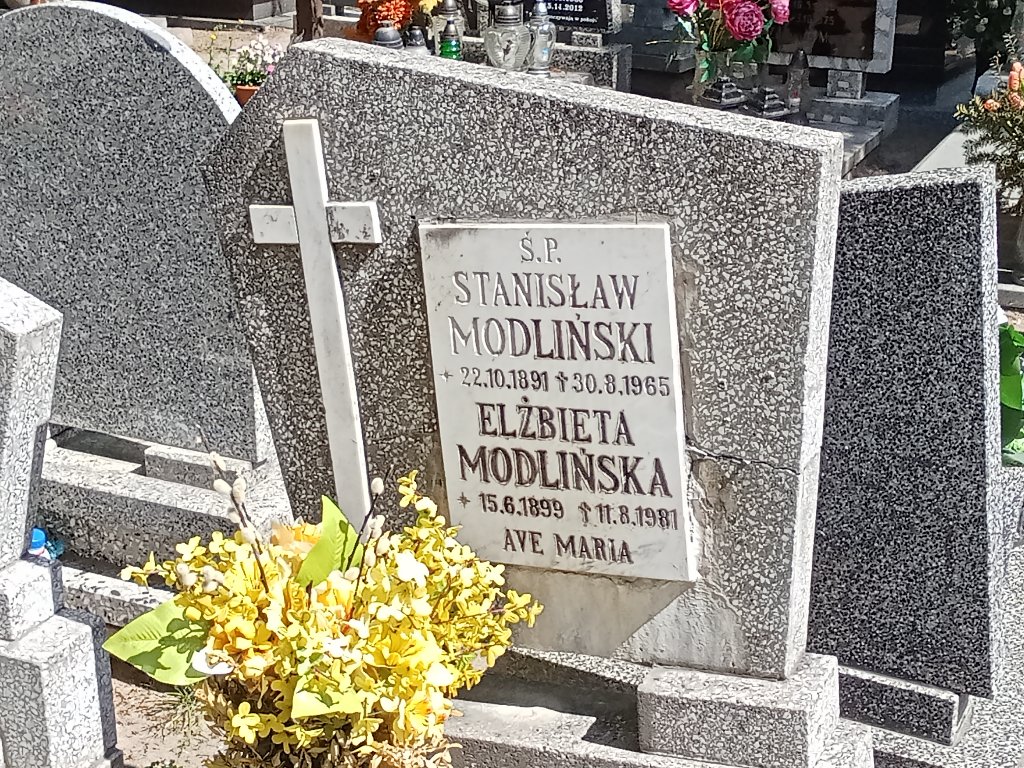 Ś.P.
STANISŁAW
MODLIŃSKI
+ 22.10.1891 ✝ 30.8.1965
ELŻBIETA
MODLIŃSKA
+ 15.6.1899 ✝ 11.8.1981
AVE MARIA